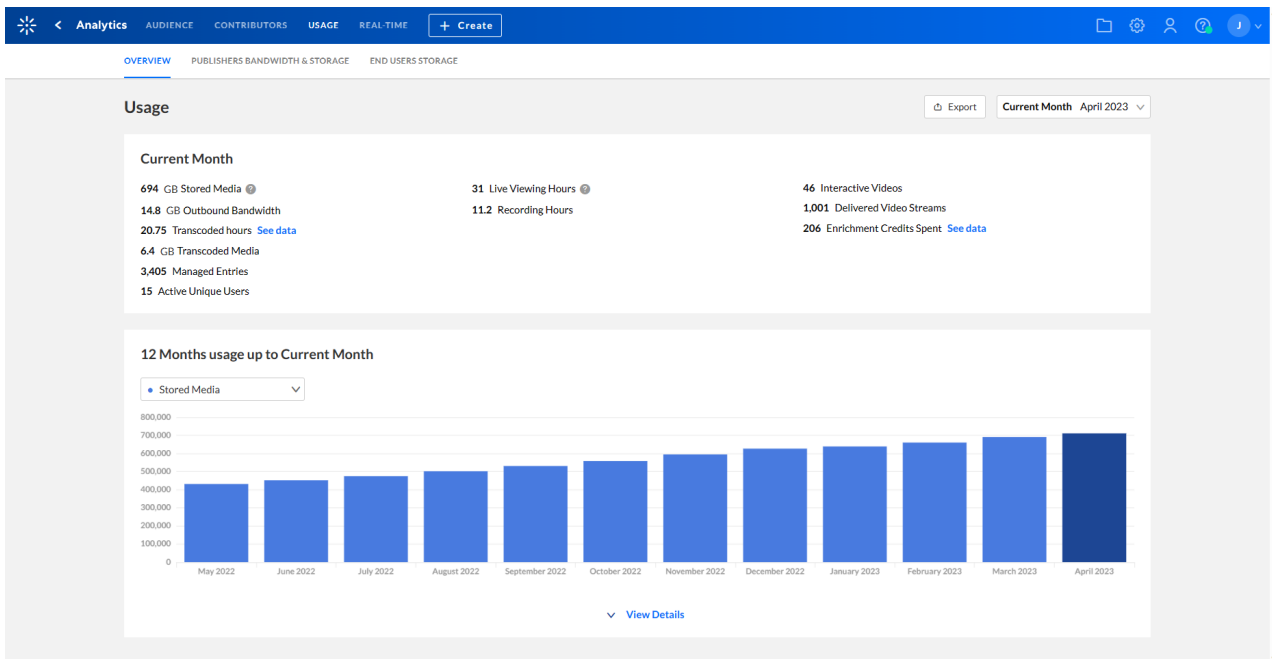 Analytics AUDIENCE CONTRIBUTORS USAGE REAL-TIME + Create J
OVERVIEW PUBLISHERS BANDWIDTH & STORAGE END USERS STORAGE
Usage
Export
Current Month April 2023
Current Month
694 GB Stored Media ?
14.8 GB Outbound Bandwidth
20.75 Transcoded hours See data
6.4 GB Transcoded Media
3,405 Managed Entries
15 Active Unique Users
31 Live Viewing Hours ?
11.2 Recording Hours
46 Interactive Videos
1,001 Delivered Video Streams
206 Enrichment Credits Spent See data
12 Months usage up to Current Month
Stored Media
800,000
700,000
600,000
500,000
400,000
300,000
200,000
100,000
0
May 2022 June 2022 July 2022 August 2022 September 2022 October 2022 November 2022 December 2022 January 2023 February 2023 March 2023 April 2023
View Details